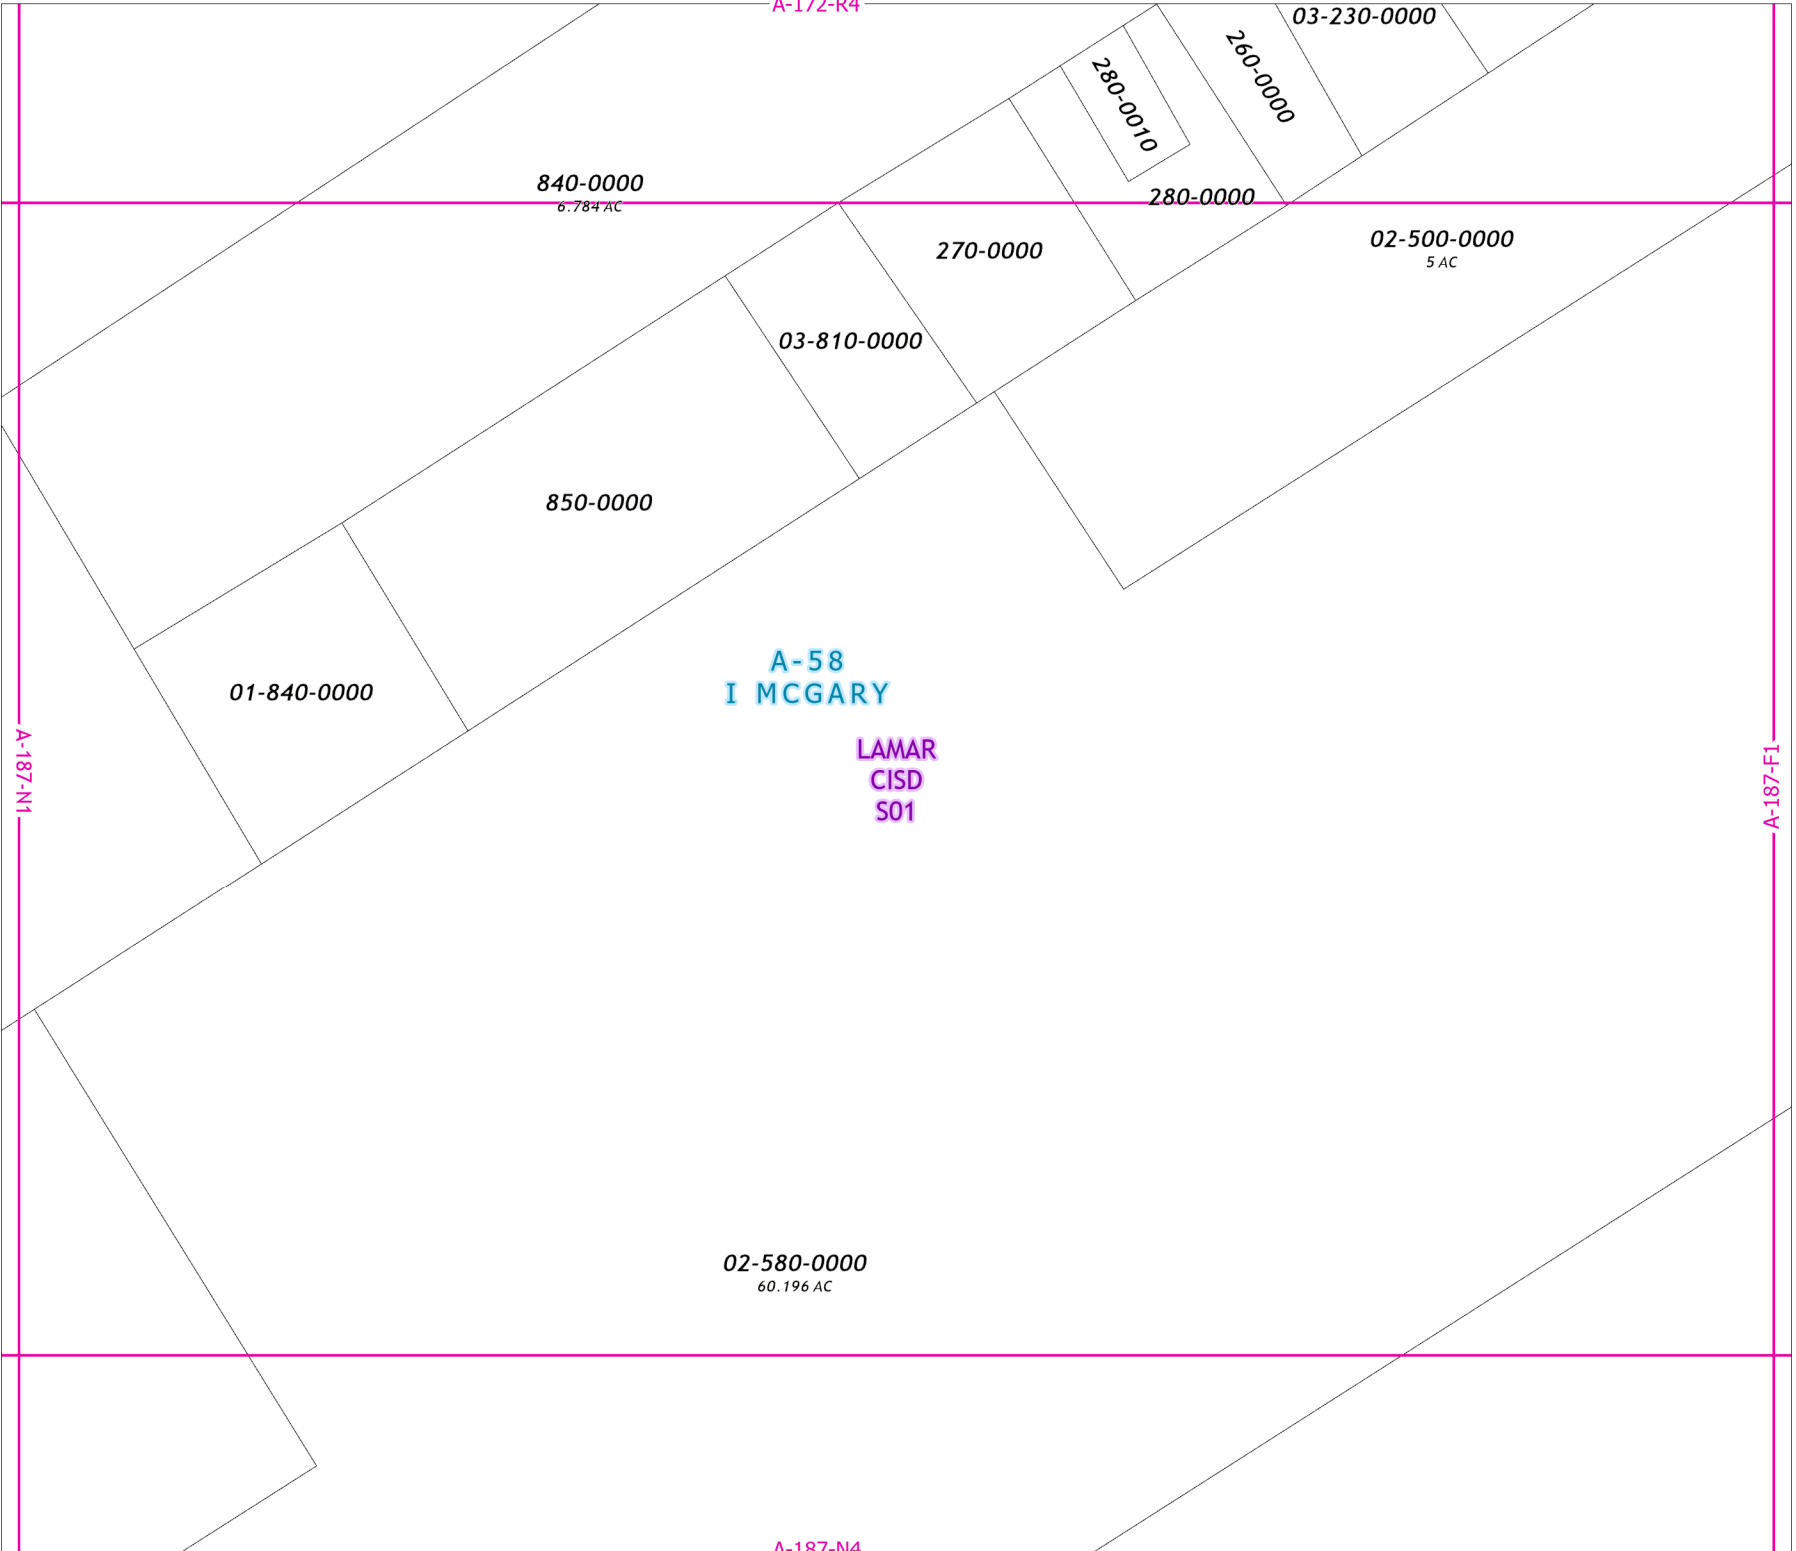 A-172-R4
03-230-0000
260-0000
280-0010
840-0000
6.784 AC
280-0000
270-0000
02-500-0000
5 AC
03-810-0000
850-0000
A-58
I MCGARY
01-840-0000
LAMAR
CISD
S01
A-187-N1
A-187-F1
02-580-0000
60.196 AC
A-187-N4